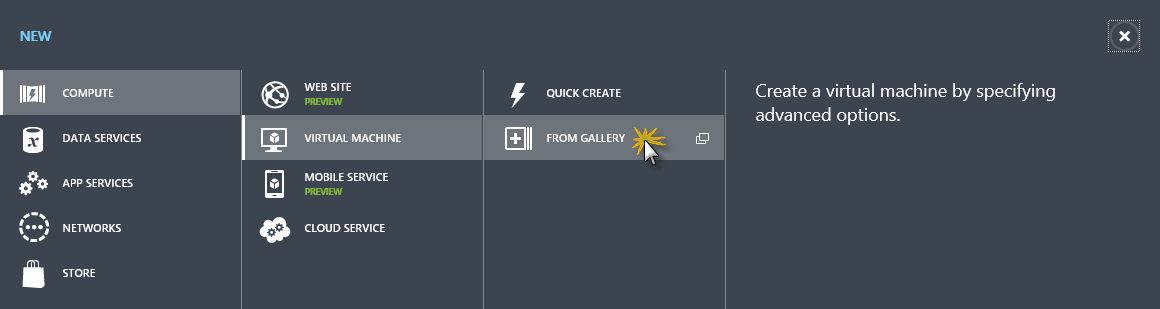 NEW
COMPUTE
DATA SERVICES
APP SERVICES
NETWORKS
STORE
WEB SITE
PREVIEW
VIRTUAL MACHINE
MOBILE SERVICE
PREVIEW
CLOUD SERVICE
QUICK CREATE
FROM GALLERY
Create a virtual machine by specifying
advanced options.